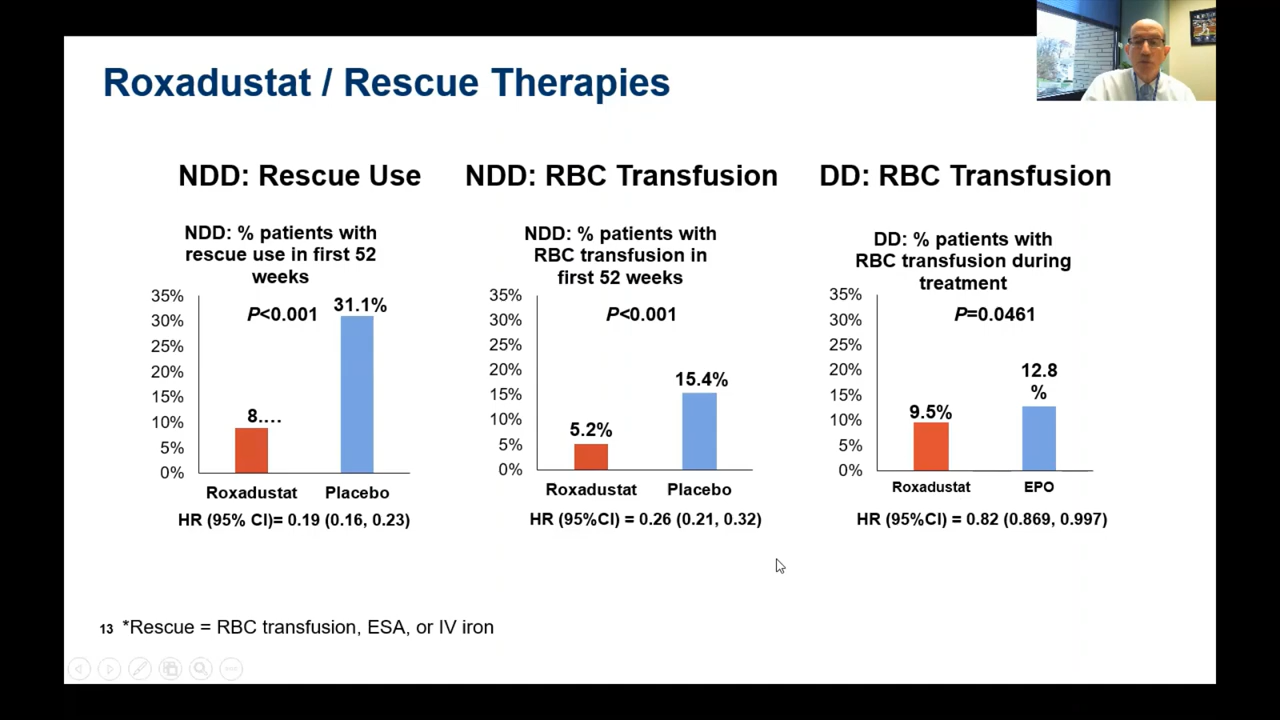 Roxadustat / Rescue Therapies
NDD: Rescue Use
NDD: % patients with
rescue use in first 52
weeks
35%
30%
25%
20%
15%
10%
5%
0%
P<0.001
31.1%
8....
Roxadustat
Placebo
HR (95% CI)= 0.19 (0.16, 0.23)
NDD: RBC Transfusion
NDD: % patients with
RBC transfusion in
first 52 weeks
35%
30%
25%
20%
15%
10%
5%
0%
P<0.001
15.4%
5.2%
Roxadustat
Placebo
HR (95%CI) = 0.26 (0.21, 0.32)
DD: RBC Transfusion
DD: % patients with
RBC transfusion during
treatment
35%
30%
25%
20%
15%
10%
5%
0%
P=0.0461
12.8
%
9.5%
Roxadustat
EPO
HR (95%CI) = 0.82 (0.869, 0.997)
13 *Rescue = RBC transfusion, ESA, or IV iron